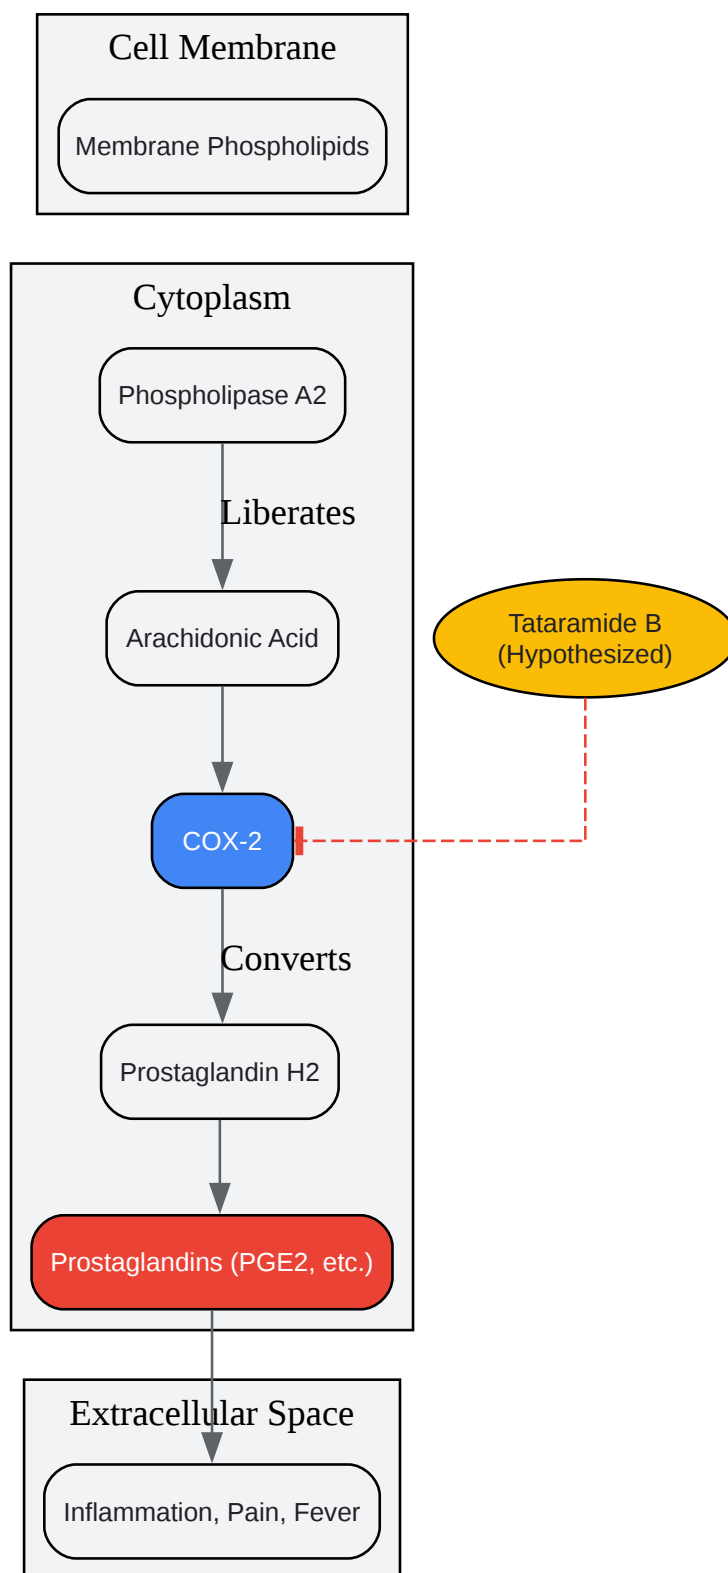 Cell Membrane
Membrane Phospholipids
Cytoplasm
Phospholipase A2
Liberates
Arachidonic Acid
Tataramide B
(Hypothesized)
COX-2
Converts
Prostaglandin H2
Prostaglandins (PGE2, etc.)
Extracellular Space
Inflammation, Pain, Fever